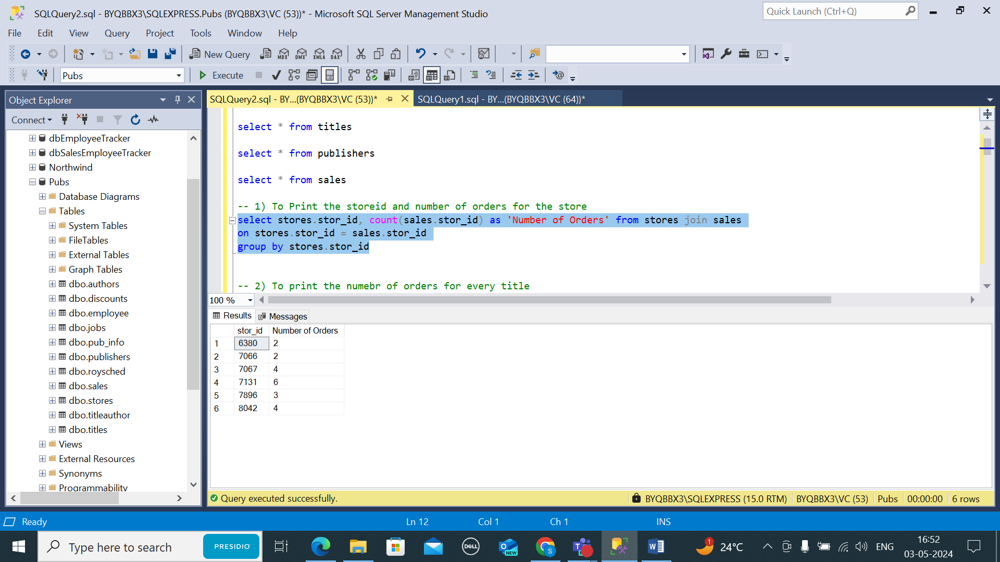 SQLQuery2.sql - BYQBBX3\SQLEXPRESS.Pubs (BYQBBX3\VC (53))* - Microsoft SQL Server Management Studio
Quick Launch (Ctrl+Q)
File Edit View Query Project Tools Window Help
New Query MDX DMX XMLA DAX
Pubs Execute
Object Explorer
Connect
dbEmployeeTracker
dbSalesEmployeeTracker
Northwind
Pubs
Database Diagrams
Tables
System Tables
FileTables
External Tables
Graph Tables
dbo.authors
dbo.discounts
dbo.employee
dbo.jobs
dbo.pub_info
dbo.publishers
dbo.roysched
dbo.sales
dbo.stores
dbo.titleauthor
dbo.titles
Views
External Resources
Synonyms
Programmability
SQLQuery2.sql - BY...(BYQBBX3\VC (53))* SQLQuery1.sql - BY...(BYQBBX3\VC (64))*
select * from titles
select * from publishers
select * from sales
-- 1) To Print the storeid and number of orders for the store
select stores.stor_id, count(sales.stor_id) as 'Number of Orders' from stores join sales
on stores.stor_id = sales.stor_id
group by stores.stor_id
-- 2) To print the numebr of orders for every title
100 %
Results Messages
stor_id Number of Orders
1 6380 2
2 7066 2
3 7067 4
4 7131 6
5 7896 3
6 8042 4
Query executed successfully. BYQBBX3\SQLEXPRESS (15.0 RTM) BYQBBX3\VC (53) Pubs 00:00:00 6 rows
Ready Ln 12 Col 1 Ch 1 INS
Type here to search PRESIDIO DELL NEW S 1 24°C ENG 16:52
03-05-2024